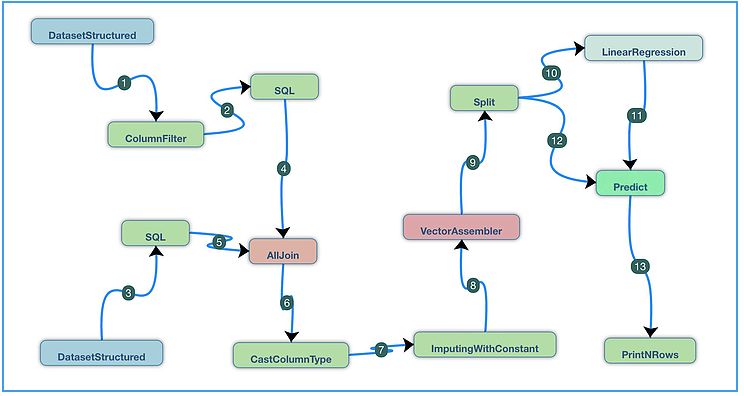 DatasetStructured
1
ColumnFilter
2
SQL
4
SQL
5
AllJoin
3
DatasetStructured
6
CastColumnType
7
ImputingWithConstant
8
VectorAssembler
9
Split
10
LinearRegression
11
12
Predict
13
PrintNRows